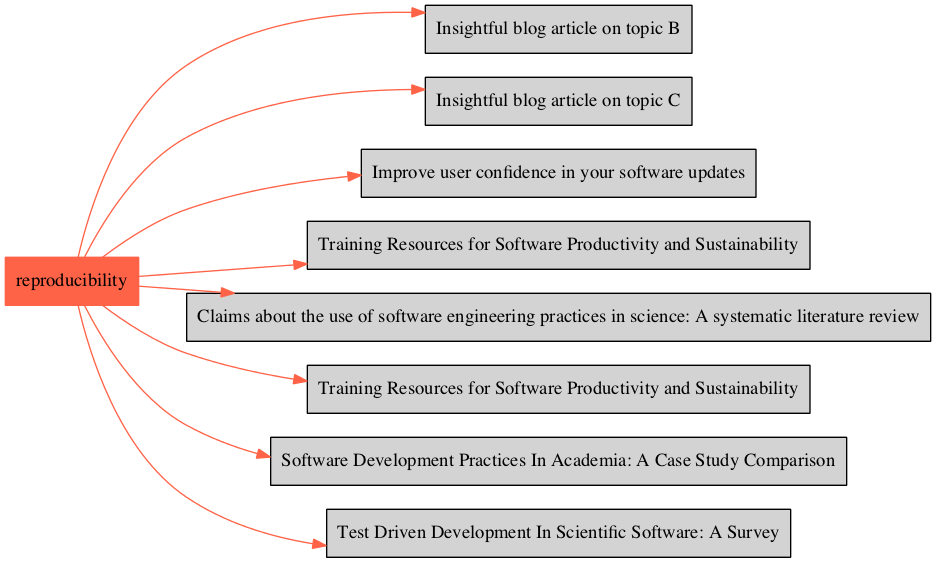 Insightful blog article on topic B
Insightful blog article on topic C
Improve user confidence in your software updates
Training Resources for Software Productivity and Sustainability
reproducibility
Claims about the use of software engineering practices in science: A systematic literature review
Training Resources for Software Productivity and Sustainability
Software Development Practices In Academia: A Case Study Comparison
Test Driven Development In Scientific Software: A Survey